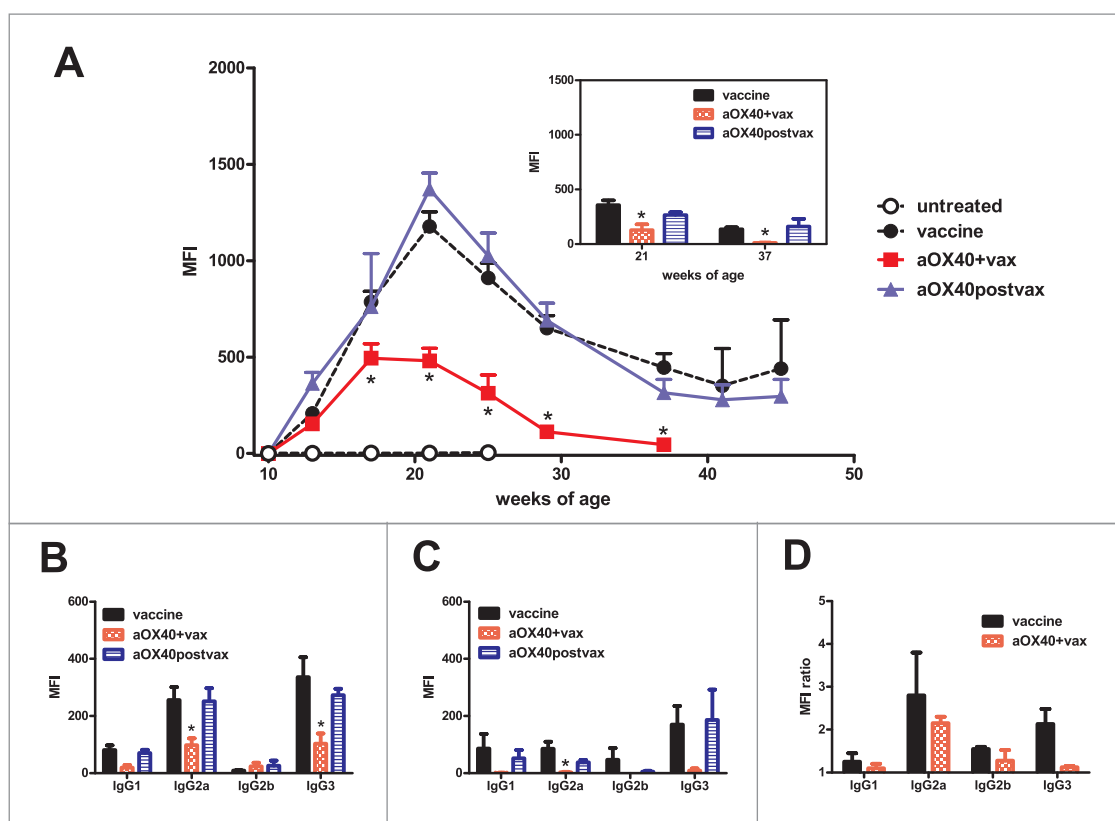 A
2000
1500
1000
500
0
MFI
10
20
30
40
50
weeks of age
*
*
*
*
*
1500
1000
500
0
MFI
vaccine
aOX40+vax
aOX40postvax
*
*
21
37
weeks of age
untreated
vaccine
aOX40+vax
aOX40postvax
B
600
400
200
0
MFI
vaccine
aOX40+vax
aOX40postvax
*
*
IgG1
IgG2a
IgG2b
IgG3
C
600
400
200
0
MFI
vaccine
aOX40+vax
aOX40postvax
*
IgG1
IgG2a
IgG2b
IgG3
D
5
4
3
2
1
MFI ratio
vaccine
aOX40+vax
IgG1
IgG2a
IgG2b
IgG3